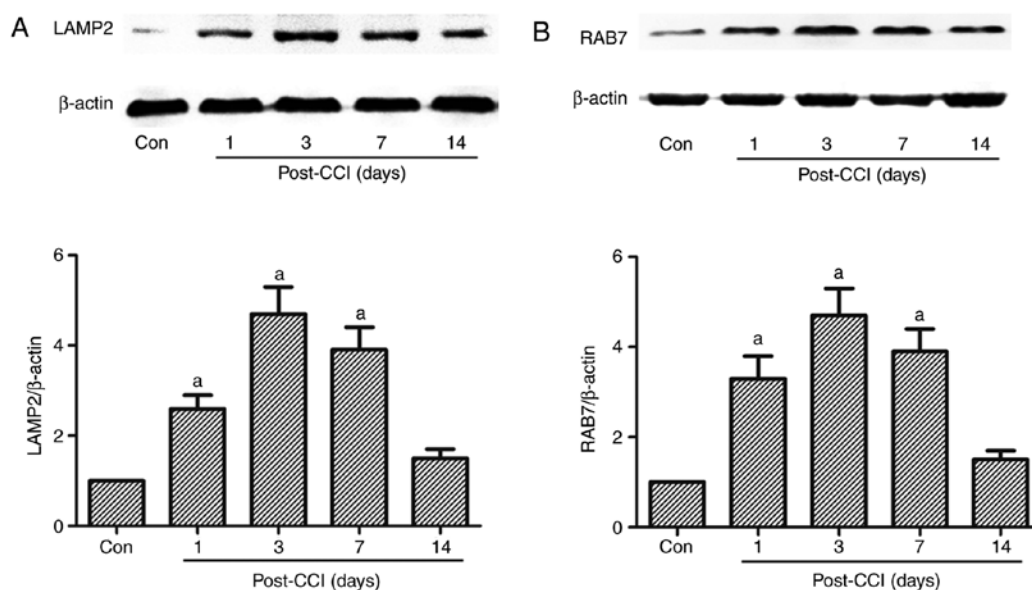 A
LAMP2
β-actin
Con 1 3 7 14
Post-CCI (days)
LAMP2/β-actin
6
4
2
0
a
a
a
Con 1 3 7 14
Post-CCI (days)
B
RAB7
β-actin
Con 1 3 7 14
Post-CCI (days)
RAB7/β-actin
6
4
2
0
a
a
a
Con 1 3 7 14
Post-CCI (days)